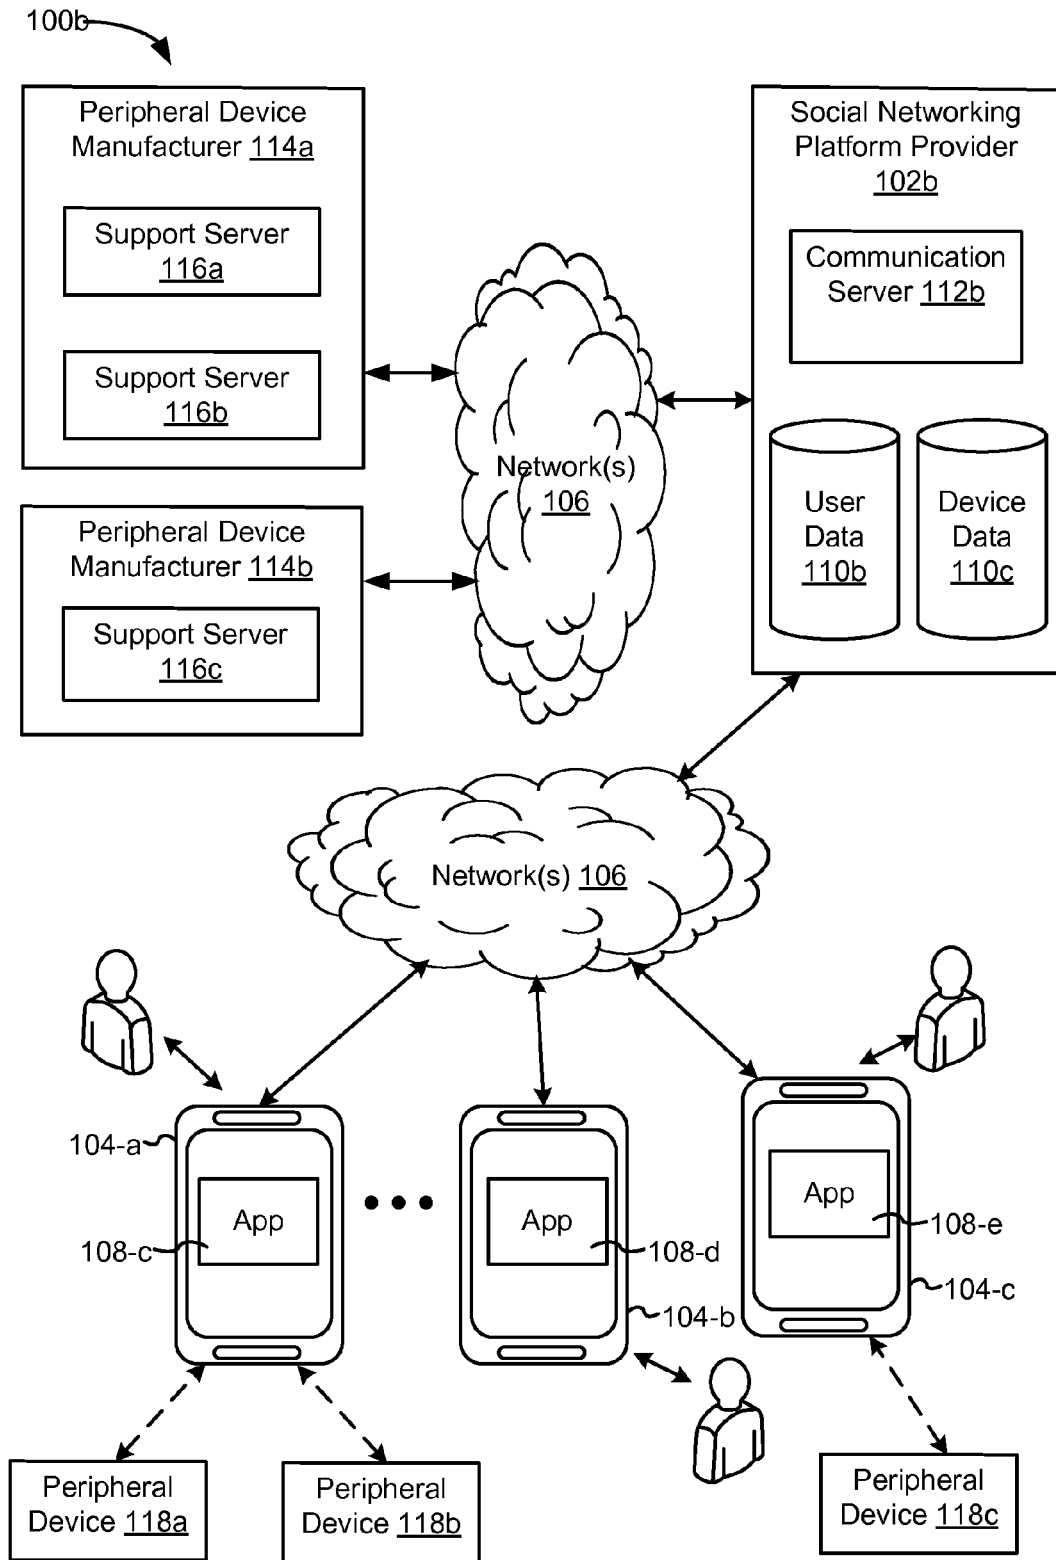 100b
Peripheral Device
Manufacturer 114a
Support Server
116a
Support Server
116b
Peripheral Device
Manufacturer 114b
Support Server
116c
Network(s)
106
Social Networking
Platform Provider
102b
Communication
Server 112b
User
Data
110b
Device
Data
110c
Network(s) 106
104-a
App
108-c
App
108-d
104-b
App
108-e
104-c
Peripheral
Device 118a
Peripheral
Device 118b
Peripheral
Device 118c